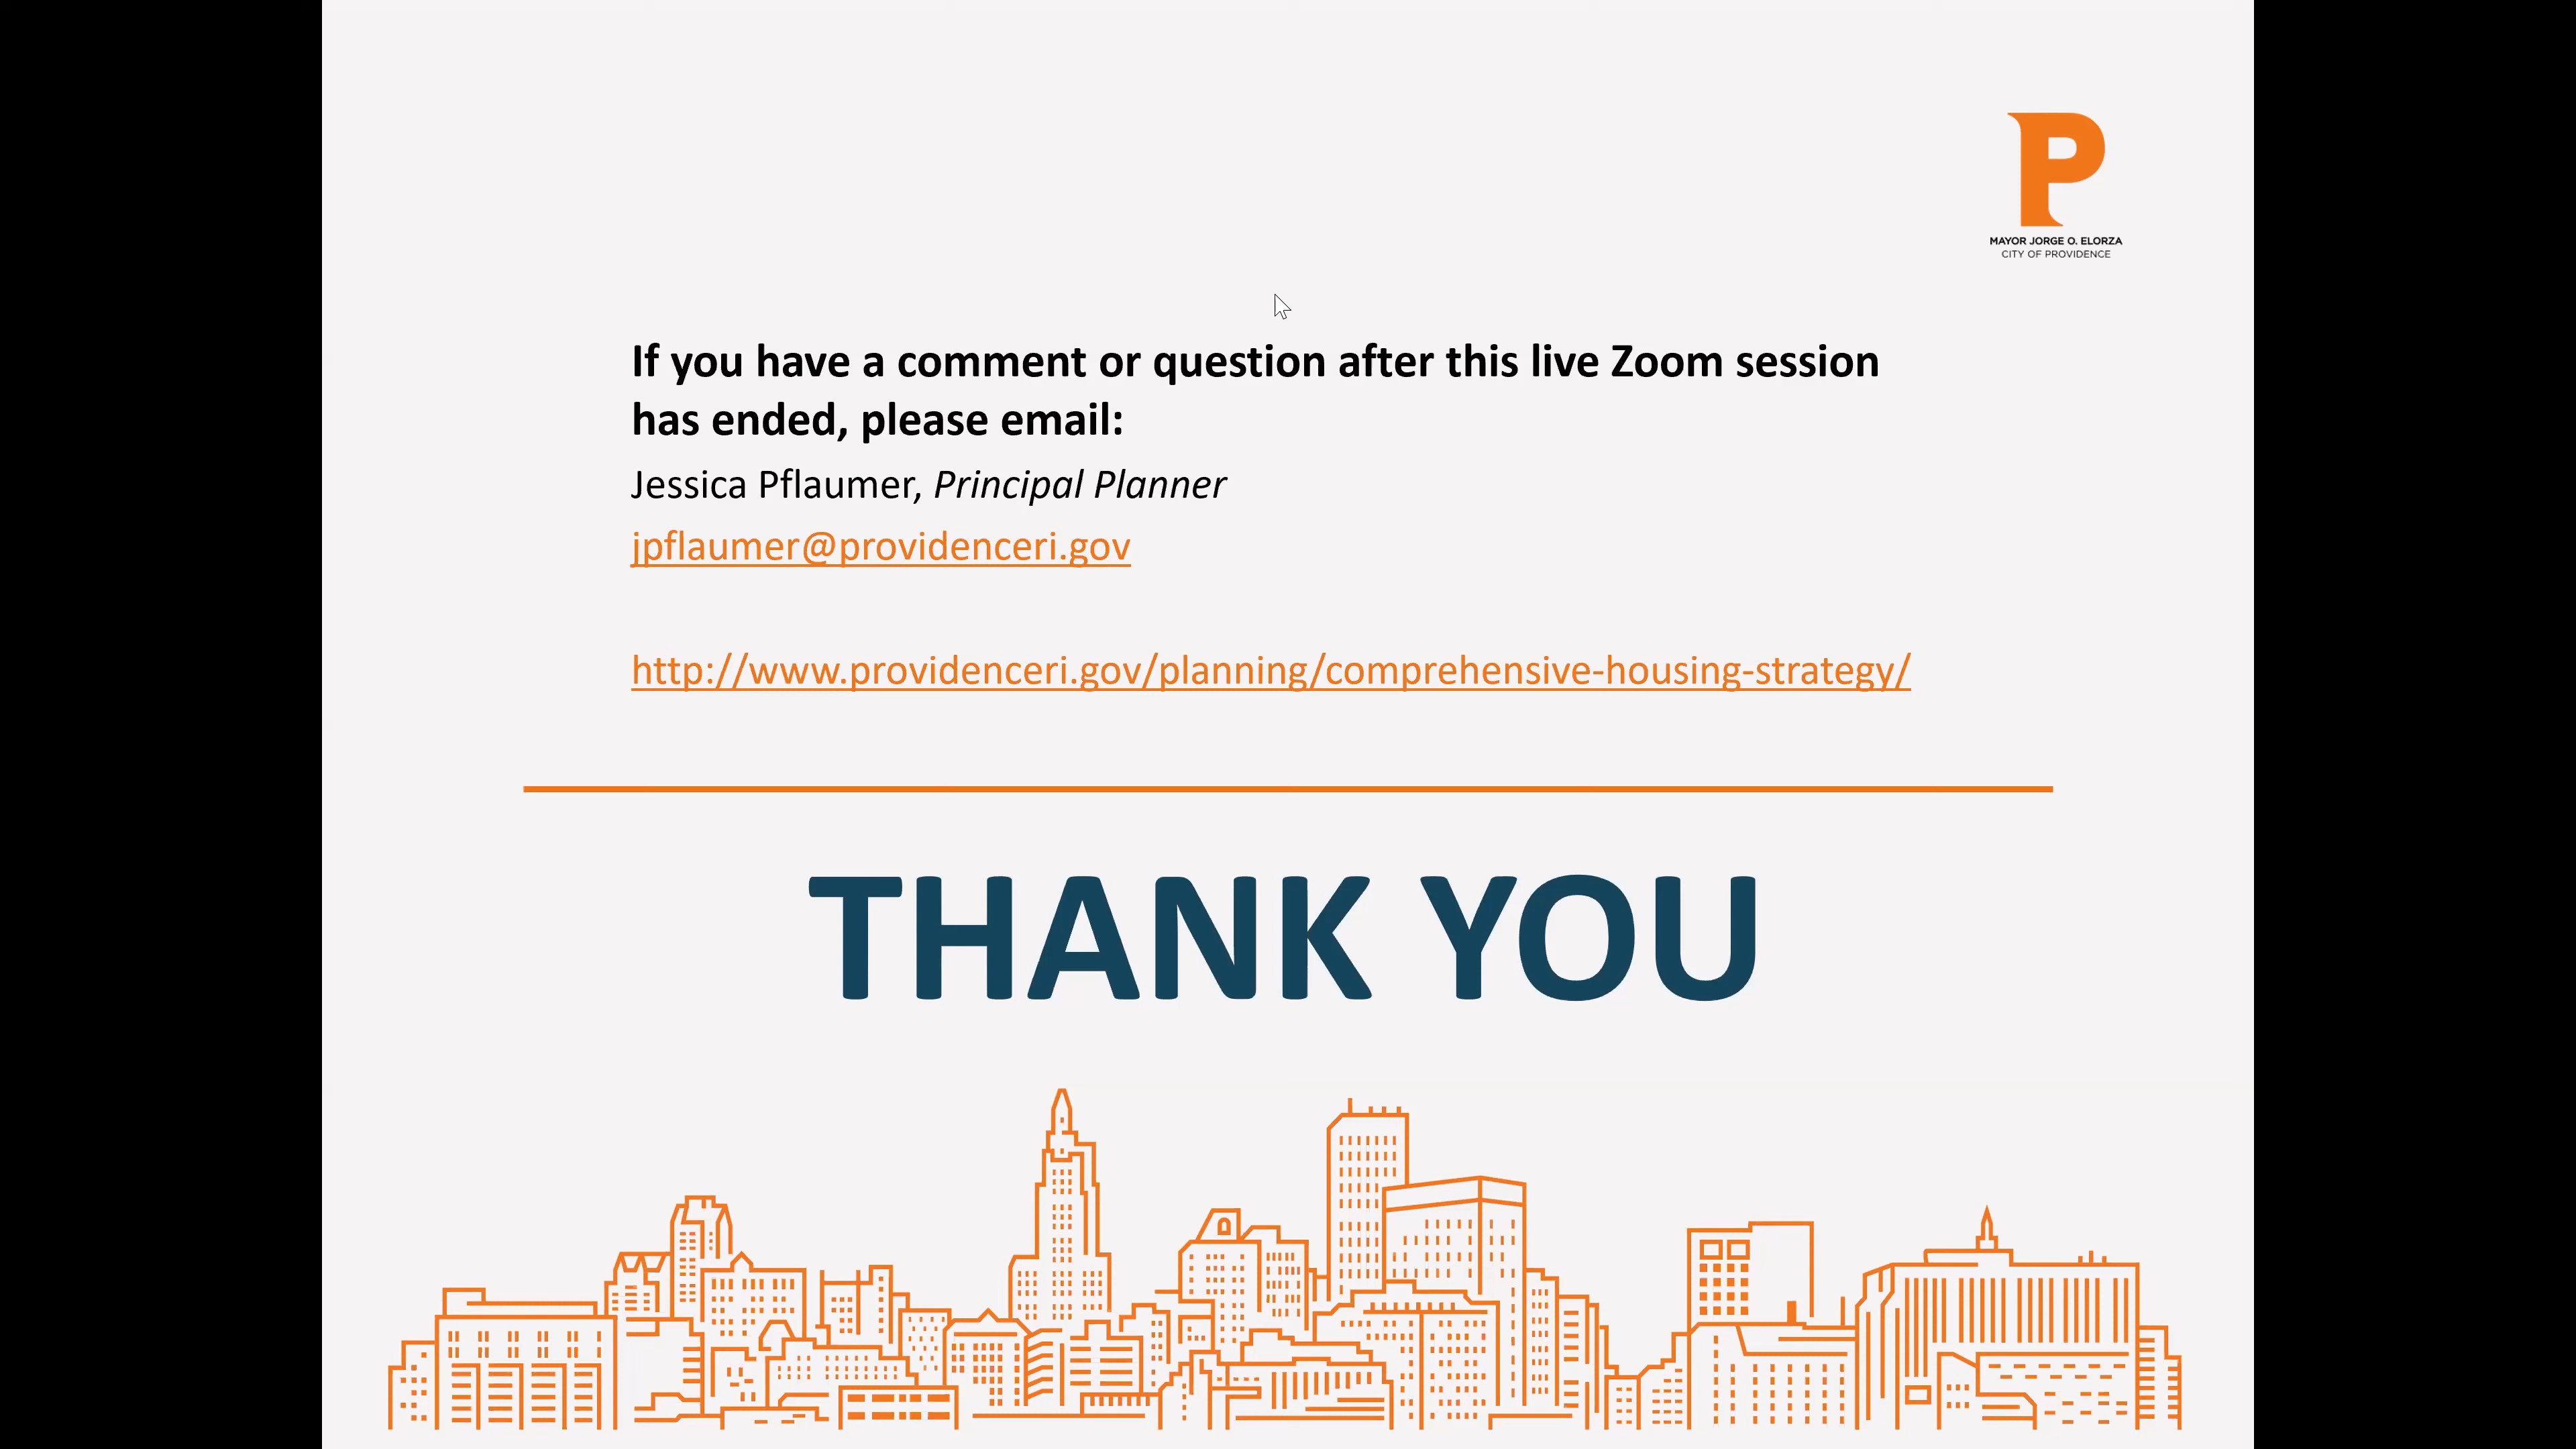 P
MAYOR JORGE O. ELORZA
CITY OF PROVIDENCE
If you have a comment or question after this live Zoom session
has ended, please email:
Jessica Pflaumer, Principal Planner
jpflaumer@providenceri.gov
http://www.providenceri.gov/planning/comprehensive-housing-strategy/
THANK YOU